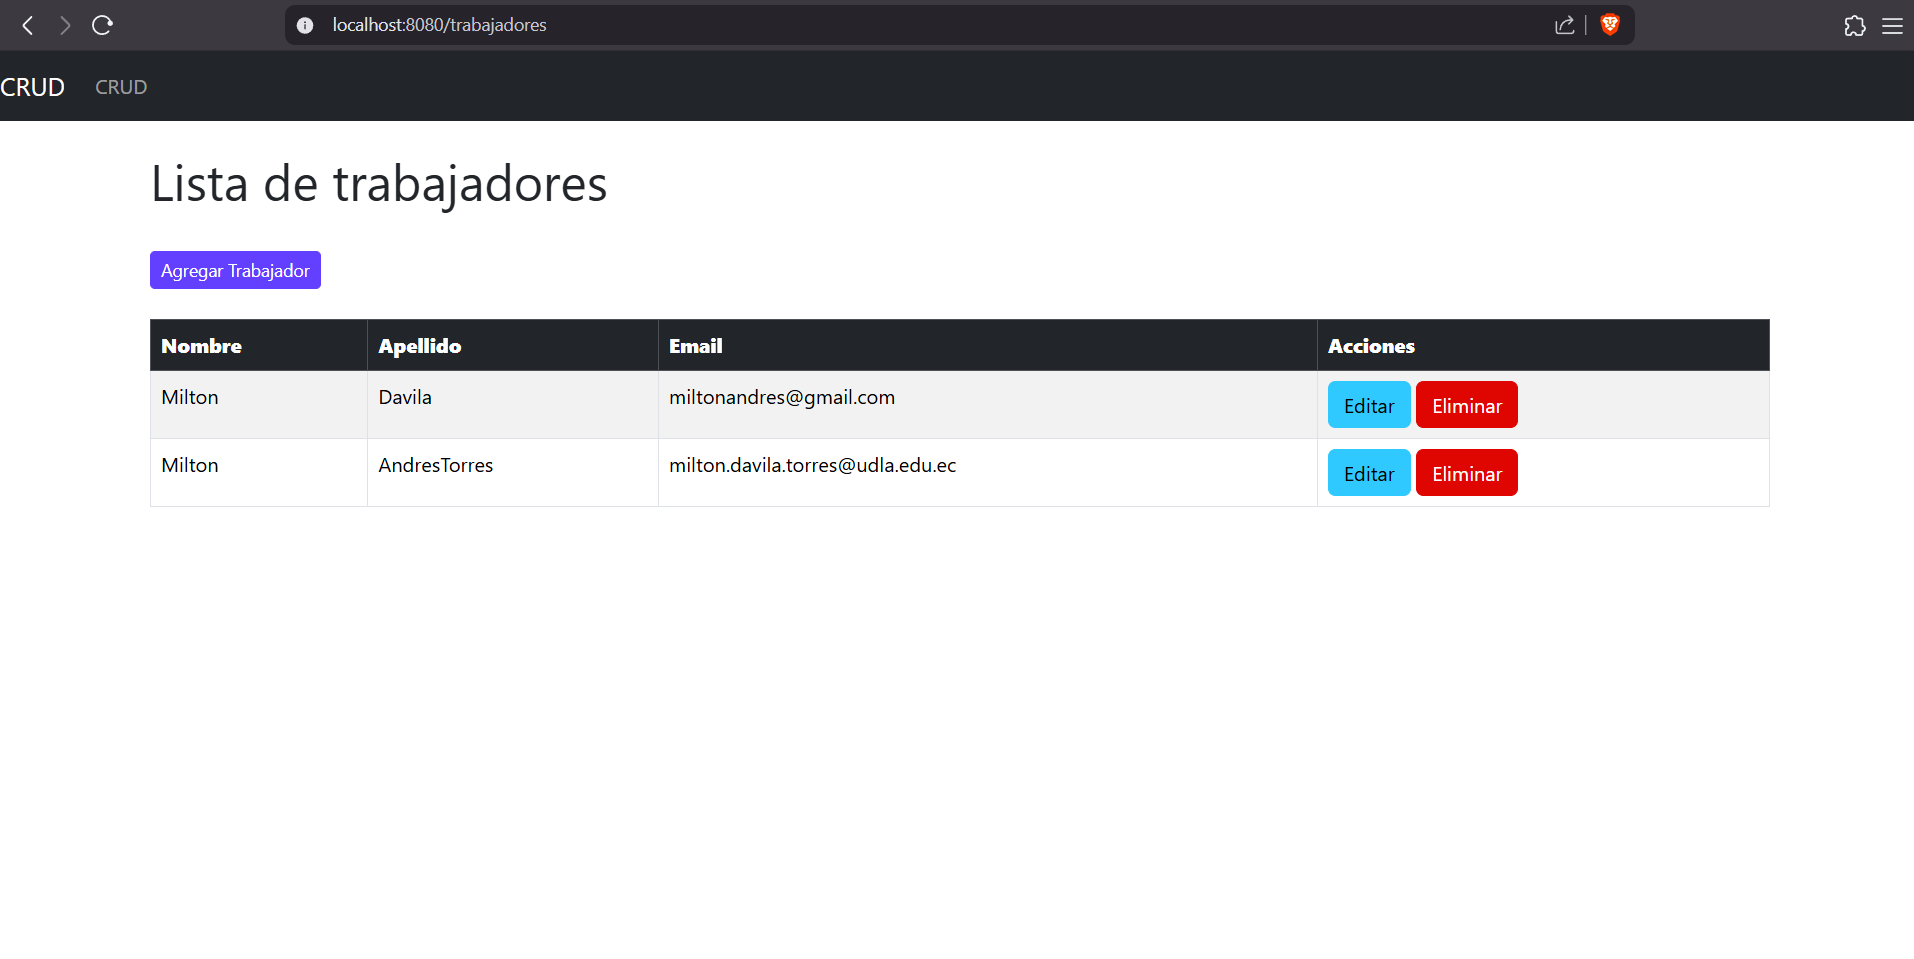 localhost:8080/trabajadores
CRUD CRUD
Lista de trabajadores
Agregar Trabajador
Nombre Apellido Email Acciones
Milton Davila miltonandres@gmail.com Editar Eliminar
Milton AndresTorres milton.davila.torres@udla.edu.ec Editar Eliminar